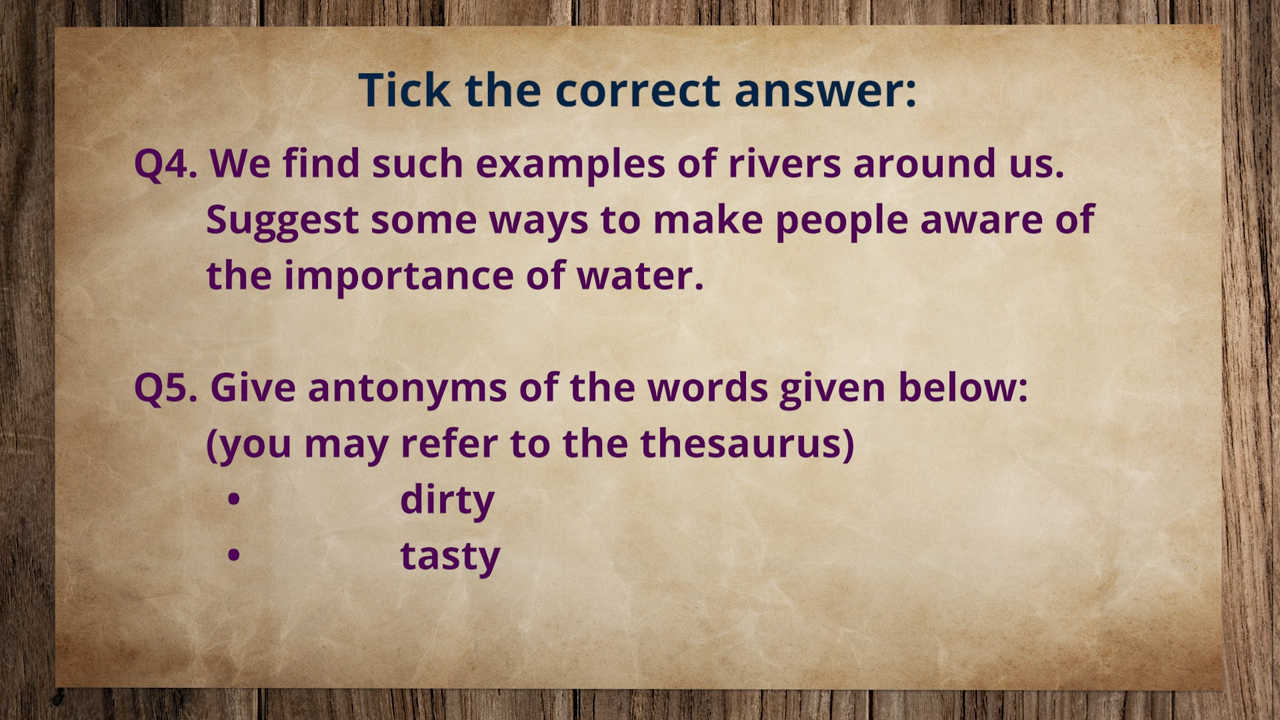 Tick the correct answer:
Q4. We find such examples of rivers around us.
Suggest some ways to make people aware of
the importance of water.
Q5. Give antonyms of the words given below:
(you may refer to the thesaurus)
• dirty
• tasty